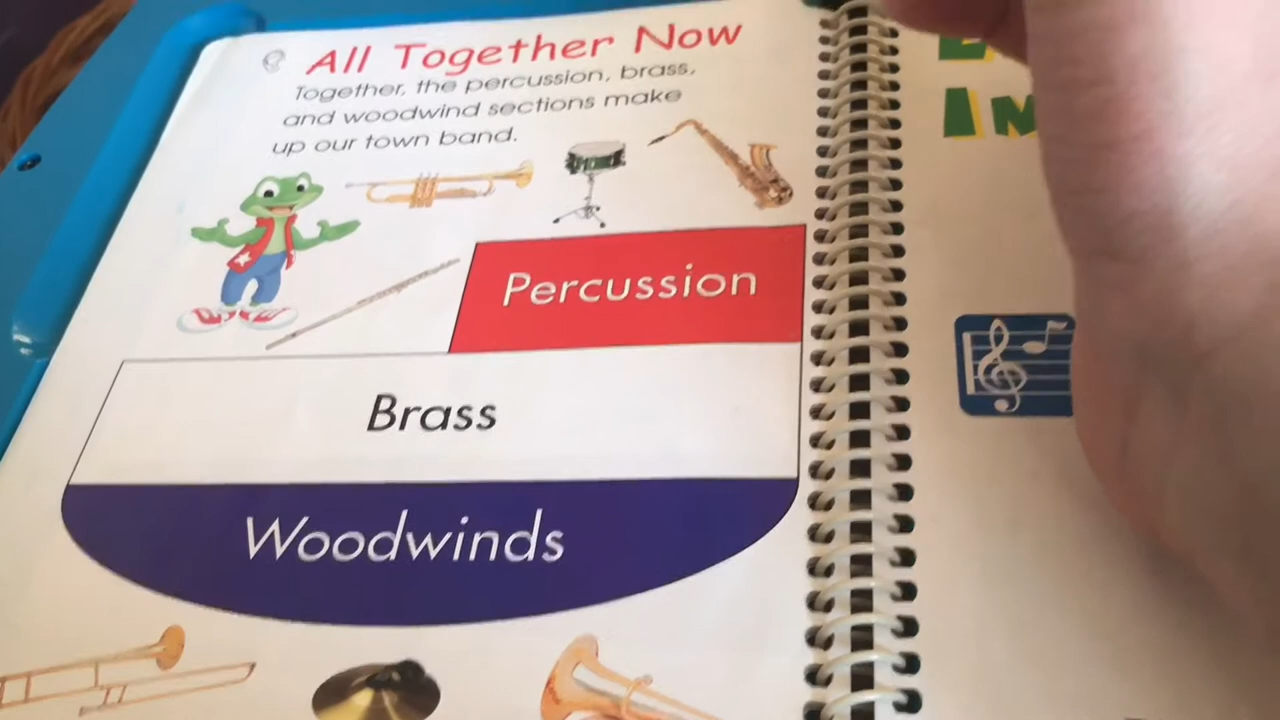 All Together Now
Together, the percussion, brass,
and woodwind sections make
up our town band.
Percussion
Brass
Woodwinds